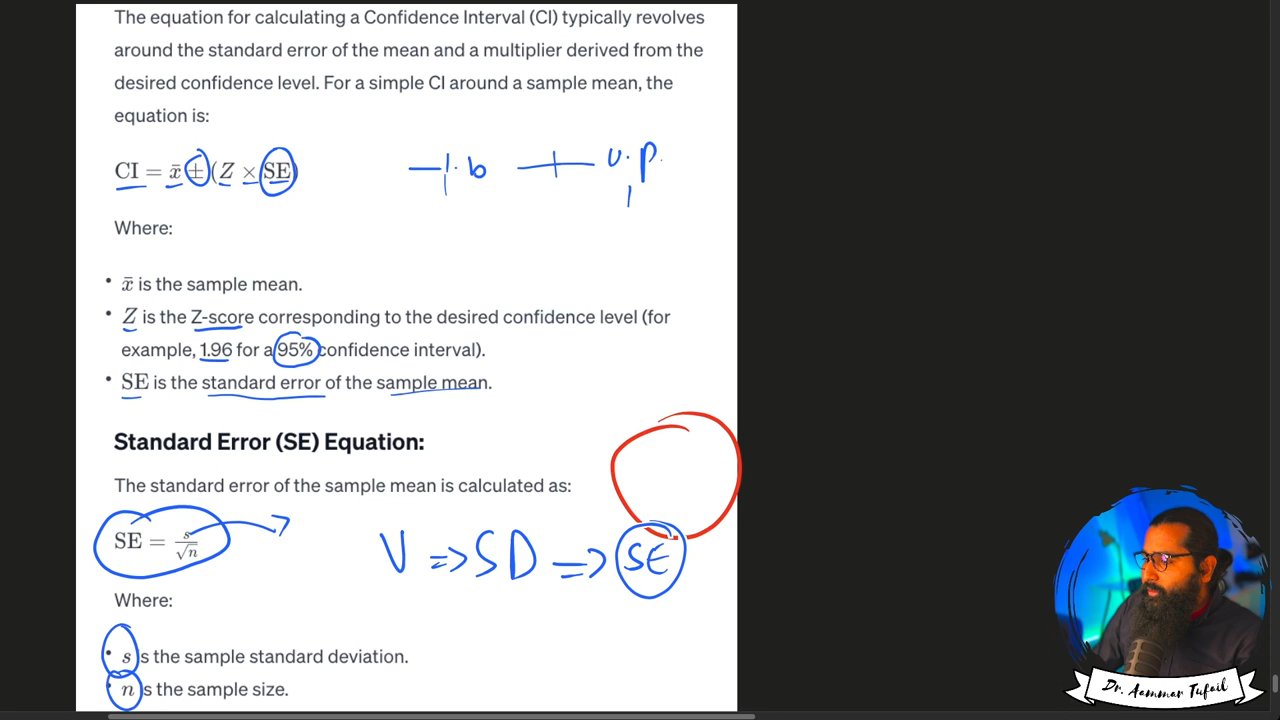 The equation for calculating a Confidence Interval (CI) typically revolves
around the standard error of the mean and a multiplier derived from the
desired confidence level. For a simple CI around a sample mean, the
equation is:
CI = x̄ ± (Z × SE)
l.b u.p.
Where:
• x̄ is the sample mean.
• Z is the Z-score corresponding to the desired confidence level (for
example, 1.96 for a 95% confidence interval).
• SE is the standard error of the sample mean.
Standard Error (SE) Equation:
The standard error of the sample mean is calculated as:
SE = s/√n
V => SD => SE
Where:
• s is the sample standard deviation.
• n is the sample size.
Dr. Aammar Tufail